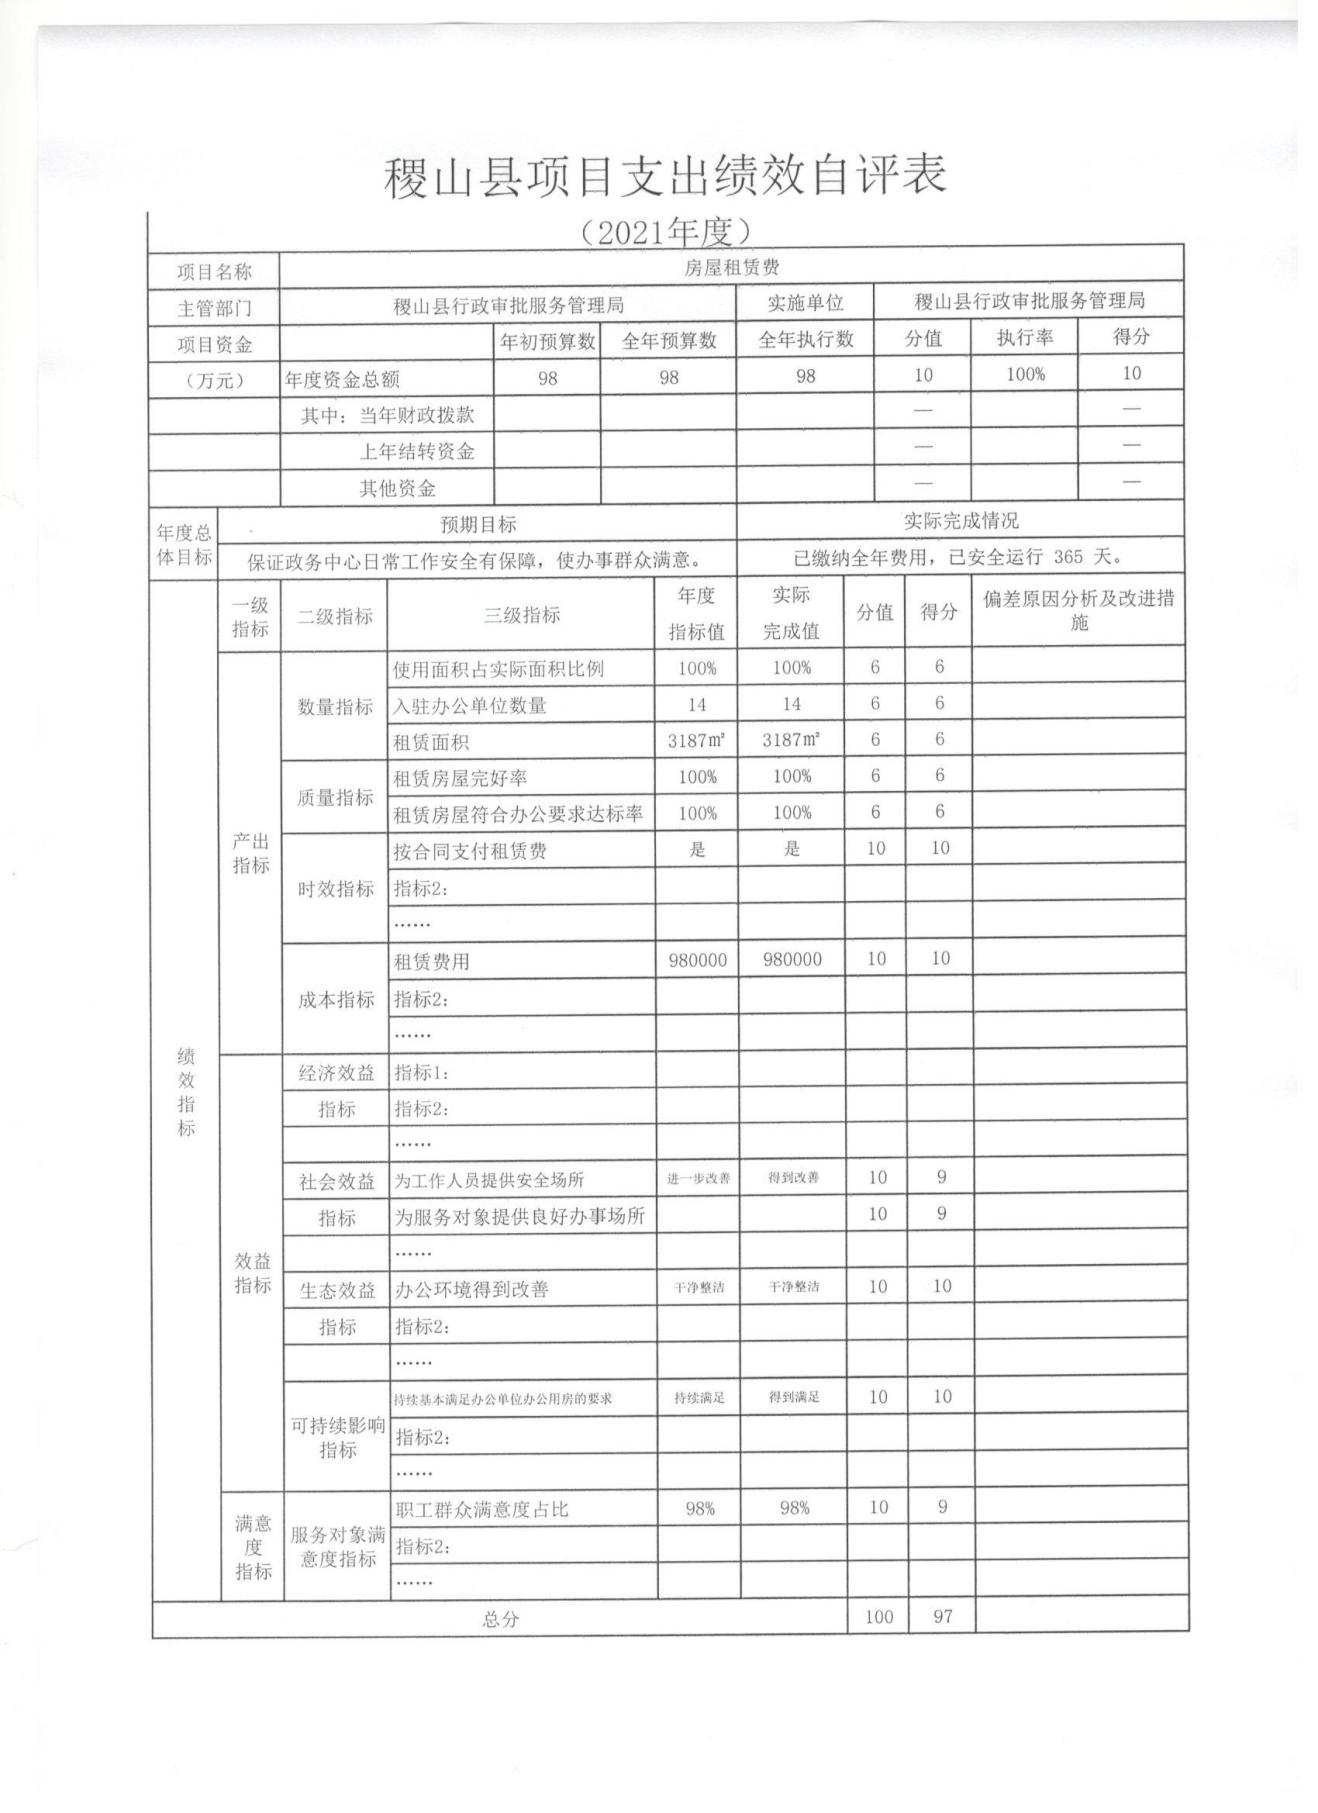 稷山县项目支出绩效自评表
（2021年度）
项目名称 房屋租赁费
主管部门 稷山县行政审批服务管理局 实施单位 稷山县行政审批服务管理局
项目资金 年初预算数 全年预算数 全年执行数 分值 执行率 得分
（万元） 年度资金总额 98 98 98 10 100% 10
其中：当年财政拨款 — —
上年结转资金 — —
其他资金 — —
年度总体目标 预期目标 实际完成情况
保证政务中心日常工作安全有保障，使办事群众满意。 已缴纳全年费用，已安全运行 365 天。
绩效指标 一级指标 二级指标 三级指标 年度指标值 实际完成值 分值 得分 偏差原因分析及改进措施
产出指标 数量指标 使用面积占实际面积比例 100% 100% 6 6
入驻办公单位数量 14 14 6 6
租赁面积 3187㎡ 3187㎡ 6 6
质量指标 租赁房屋完好率 100% 100% 6 6
租赁房屋符合办公要求达标率 100% 100% 6 6
时效指标 按合同支付租赁费 是 是 10 10
指标2：
……
成本指标 租赁费用 980000 980000 10 10
指标2：
……
效益指标 经济效益 指标1：
指标 指标2：
……
社会效益 为工作人员提供安全场所 进一步改善 得到改善 10 9
指标 为服务对象提供良好办事场所 10 9
……
生态效益 办公环境得到改善 干净整洁 干净整洁 10 10
指标 指标2：
……
可持续影响指标 持续基本满足办公单位办公用房的要求 持续满足 得到满足 10 10
指标2：
……
满意度指标 服务对象满意度指标 职工群众满意度占比 98% 98% 10 9
指标2：
……
总分 100 97